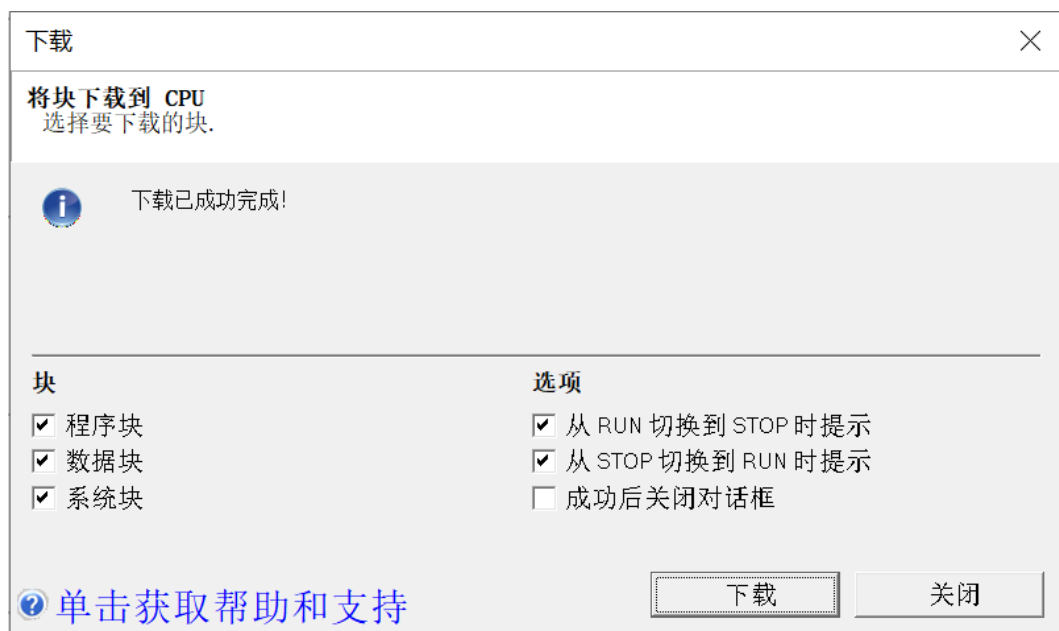 下载
将块下载到 CPU
选择要下载的块.
下载已成功完成!
块
选项
程序块
从 RUN 切换到 STOP 时提示
数据块
从 STOP 切换到 RUN 时提示
系统块
成功后关闭对话框
单击获取帮助和支持
下载
关闭